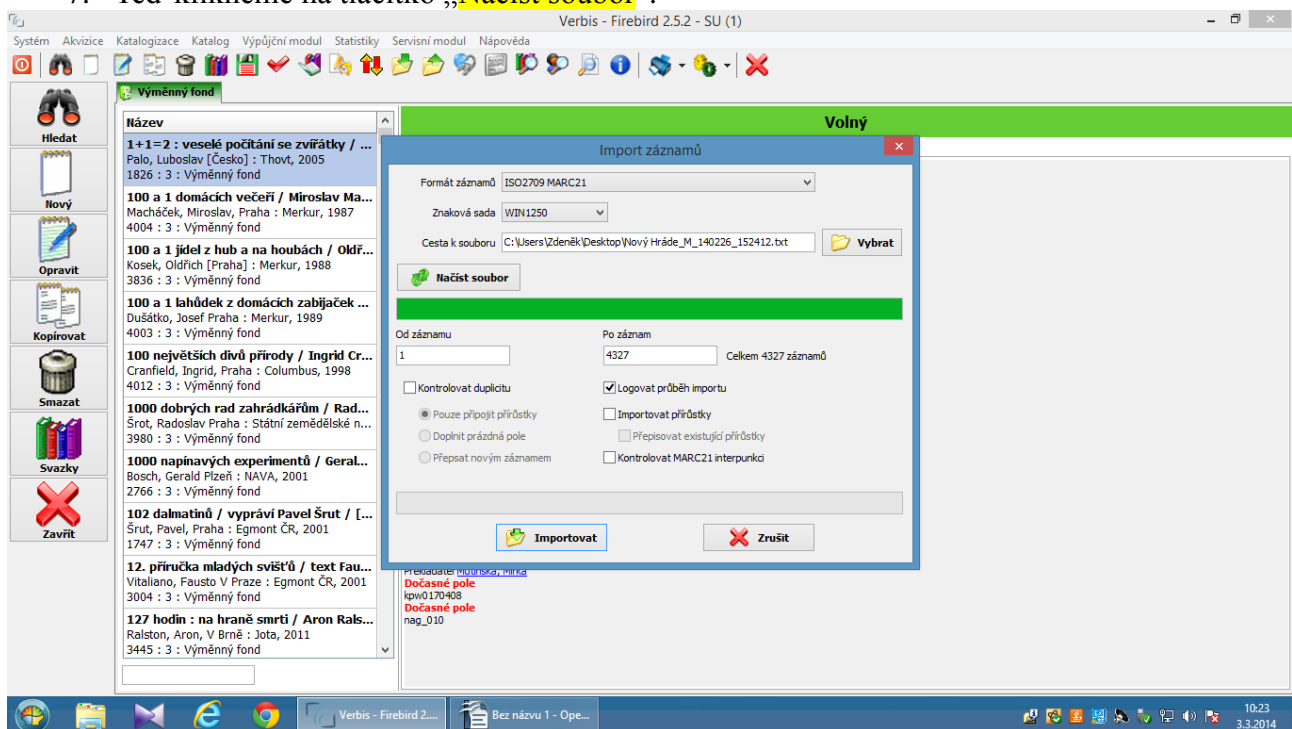 7. Teď klikneme na tlačítko „Načíst soubor“.
Verbis - Firebird 2.5.2 - SU (1)
Systém Akvizice Katalogizace Katalog Výpůjční modul Statistiky Servisní modul Nápověda
Výměnný fond
Hledat
Nový
Opravit
Kopírovat
Smazat
Svazky
Zavřít
Název
1+1=2 : veselé počítání se zvířátky / ...
Palo, Luboslav [Česko] : Thovt, 2005
1826 : 3 : Výměnný fond
100 a 1 domácích večeří / Miroslav Ma...
Macháček, Miroslav, Praha : Merkur, 1987
4004 : 3 : Výměnný fond
100 a 1 jídel z hub a na houbách / Oldř...
Kosek, Oldřich [Praha] : Merkur, 1988
3836 : 3 : Výměnný fond
100 a 1 lahůdek z domácích zabijaček ...
Dušátko, Josef Praha : Merkur, 1989
4003 : 3 : Výměnný fond
100 největších divů přírody / Ingrid Cr...
Cranfield, Ingrid, Praha : Columbus, 1998
4012 : 3 : Výměnný fond
1000 dobrých rad zahrádkářům / Rad...
Šrot, Radoslav Praha : Státní zemědělské n...
3980 : 3 : Výměnný fond
1000 napínavých experimentů / Geral...
Bosch, Gerald Plzeň : NAVA, 2001
2766 : 3 : Výměnný fond
102 dalmatinů / vypráví Pavel Šrut / [...
Šrut, Pavel, Praha : Egmont ČR, 2001
1747 : 3 : Výměnný fond
12. příručka mladých svišťů / text Fau...
Vitaliano, Fausto V Praze : Egmont ČR, 2001
3004 : 3 : Výměnný fond
127 hodin : na hraně smrti / Aron Rals...
Ralston, Aron, V Brně : Jota, 2011
3445 : 3 : Výměnný fond
Volný
Import záznamů
Formát záznamů ISO2709 MARC21
Znaková sada WIN1250
Cesta k souboru C:\Users\Zdeněk\Desktop\Nový Hráde_M_140226_152412.txt Vybrat
Načíst soubor
Od záznamu Po záznam
1 4327 Celkem 4327 záznamů
Kontrolovat duplicitu Logovat průběh importu
Pouze připojit přírůstky Importovat přírůstky
Doplnit prázdná pole Přepisovat existující přírůstky
Přepsat novým záznamem Kontrolovat MARC21 interpunkci
Importovat Zrušit
Překladatel Mutinská, Mirka
Dočasné pole
kpw0170408
Dočasné pole
nag_010
Verbis - Firebird 2.... Bez názvu 1 - Ope...
10:23
3.3.2014